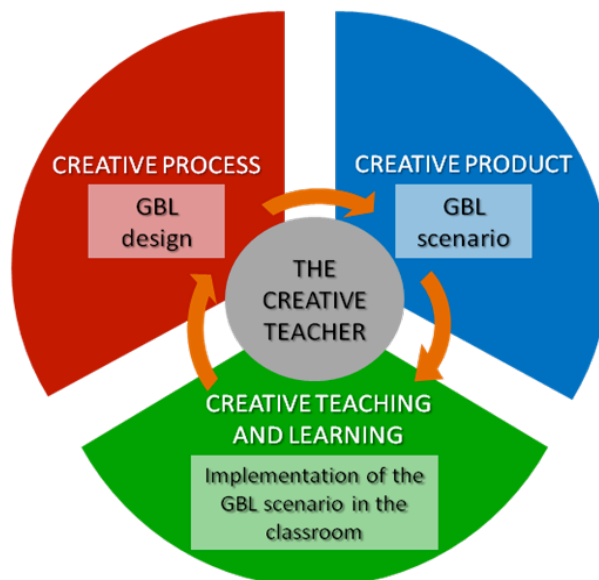 CREATIVE PROCESS
GBL
design
CREATIVE PRODUCT
GBL
scenario
THE
CREATIVE
TEACHER
CREATIVE TEACHING
AND LEARNING
Implementation of the
GBL scenario in the
classroom